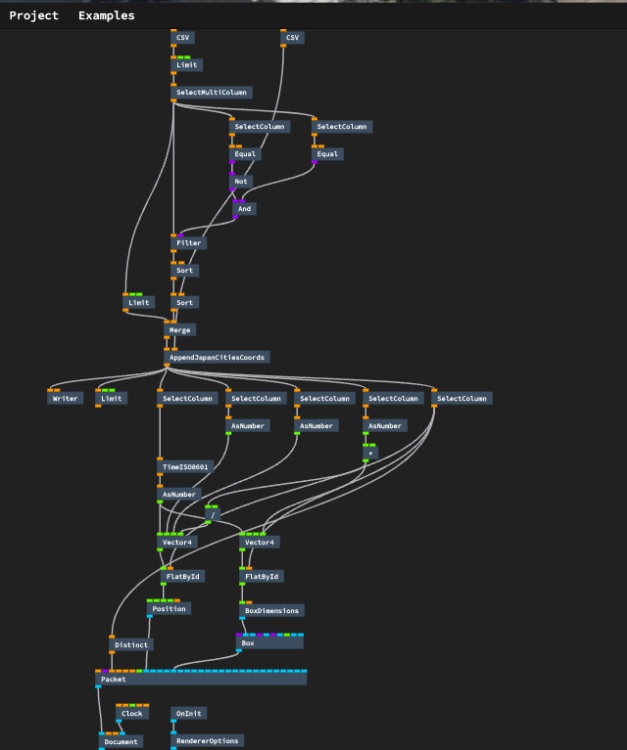 Project Examples
CSV CSV
Limit
SelectMultiColumn
SelectColumn SelectColumn
Equal Equal
Not
And
Filter
Sort
Limit Sort
Merge
AppendJapanCitiesCoords
Writer Limit SelectColumn SelectColumn SelectColumn SelectColumn SelectColumn
AsNumber AsNumber AsNumber
*
TimeISO8601
AsNumber
/
Vector4 Vector4
FlatById FlatById
Position BoxDimensions
Distinct Box
Packet
Clock OnInit
Document RendererOptions